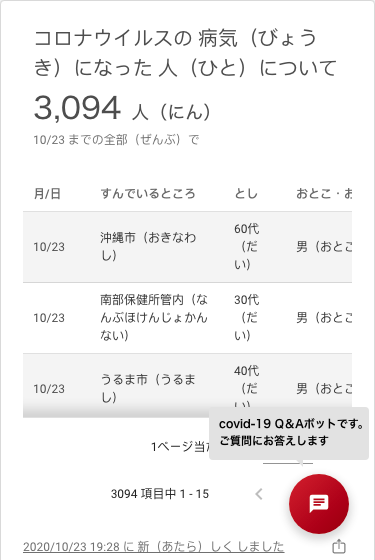 コロナウイルスの 病気（びょう
き）になった 人（ひと）について
3,094 人（にん）
10/23 までの全部（ぜんぶ）で
月/日 すんでいるところ とし おとこ・お
10/23 沖縄市（おきなわ
し） 60代
（だ
い） 男（おとこ
10/23 南部保健所管内（な
んぶほけんじょかん
ない） 30代
（だ
い） 男（おとこ
10/23 うるま市（うるま
し） 40代
（だ
い） 男（おとこ
covid-19 Q&Aボットです。
ご質問にお答えします
1ページ当
3094 項目中 1 - 15
2020/10/23 19:28 に 新（あたら）しく しました